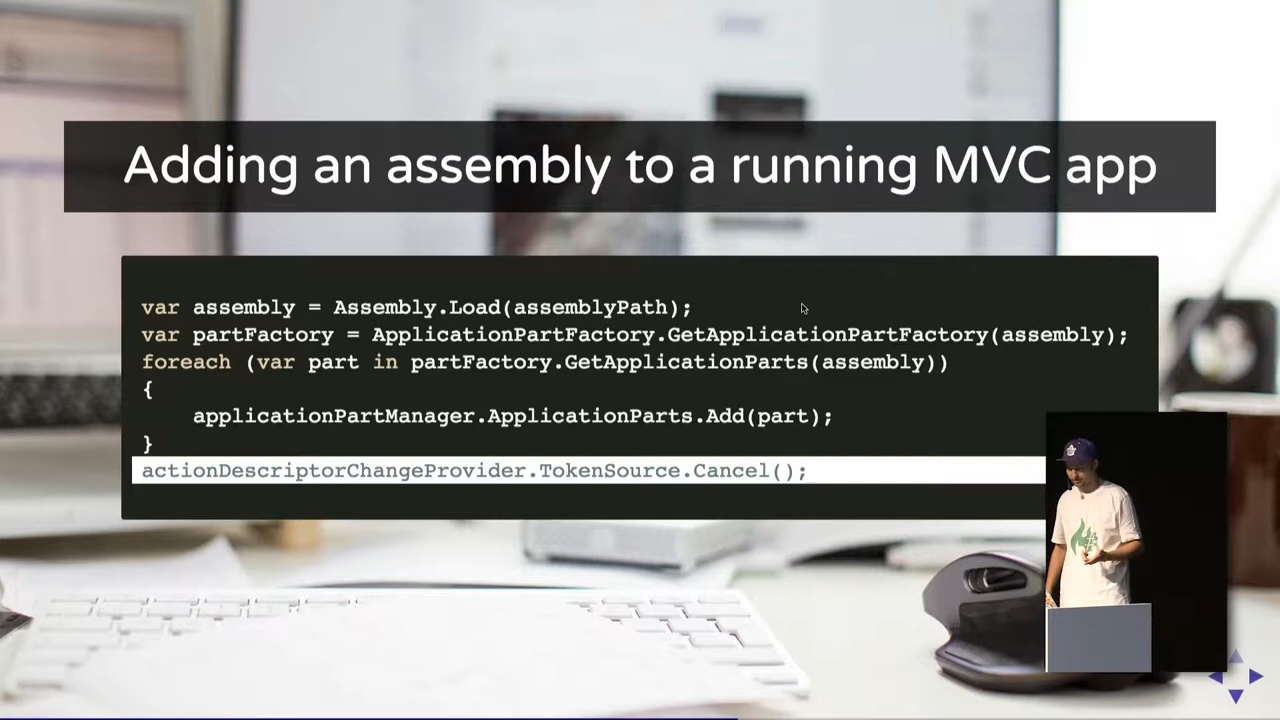 Adding an assembly to a running MVC app
var assembly = Assembly.Load(assemblyPath);
var partFactory = ApplicationPartFactory.GetApplicationPartFactory(assembly);
foreach (var part in partFactory.GetApplicationParts(assembly))
{
    applicationPartManager.ApplicationParts.Add(part);
}
actionDescriptorChangeProvider.TokenSource.Cancel();